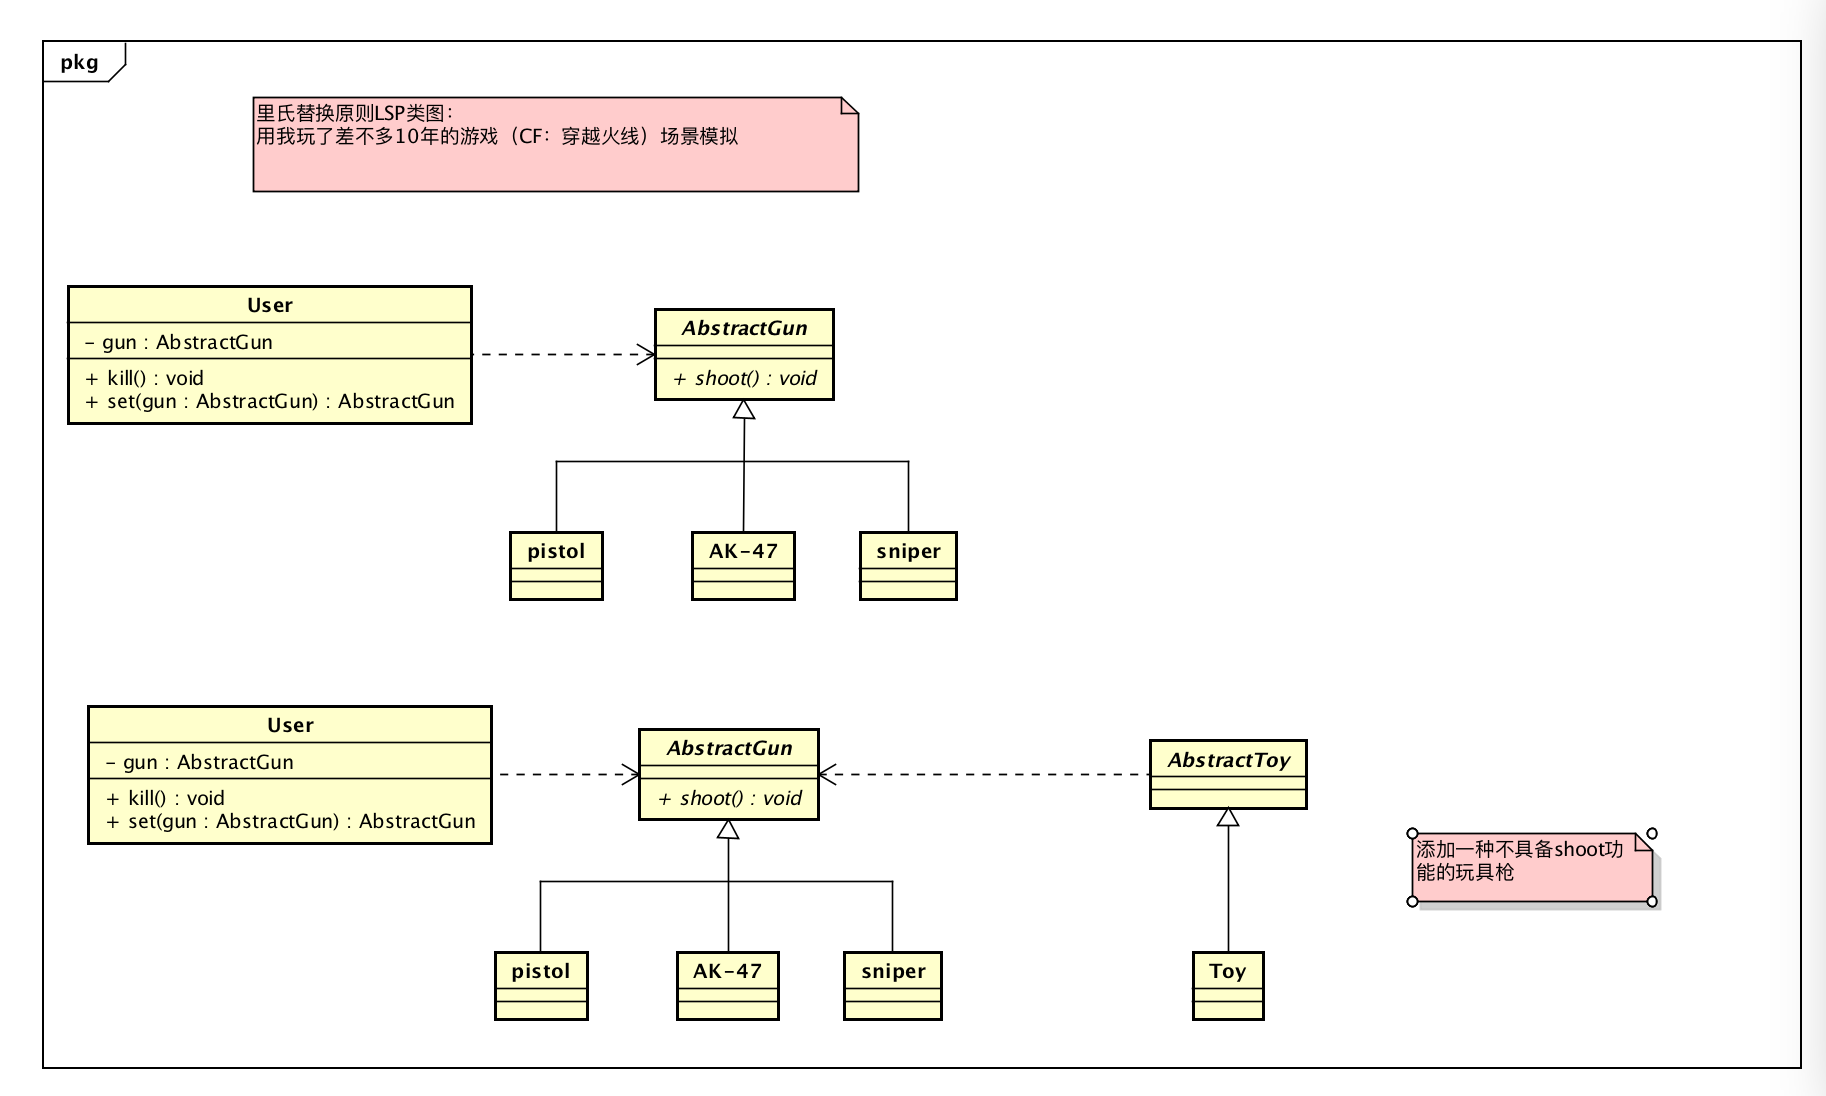 pkg
里氏替换原则LSP类图：
用我玩了差不多10年的游戏（CF：穿越火线）场景模拟
User
- gun : AbstractGun
+ kill() : void
+ set(gun : AbstractGun) : AbstractGun
AbstractGun
+ shoot() : void
pistol
AK-47
sniper
User
- gun : AbstractGun
+ kill() : void
+ set(gun : AbstractGun) : AbstractGun
AbstractGun
+ shoot() : void
AbstractToy
添加一种不具备shoot功
能的玩具枪
pistol
AK-47
sniper
Toy